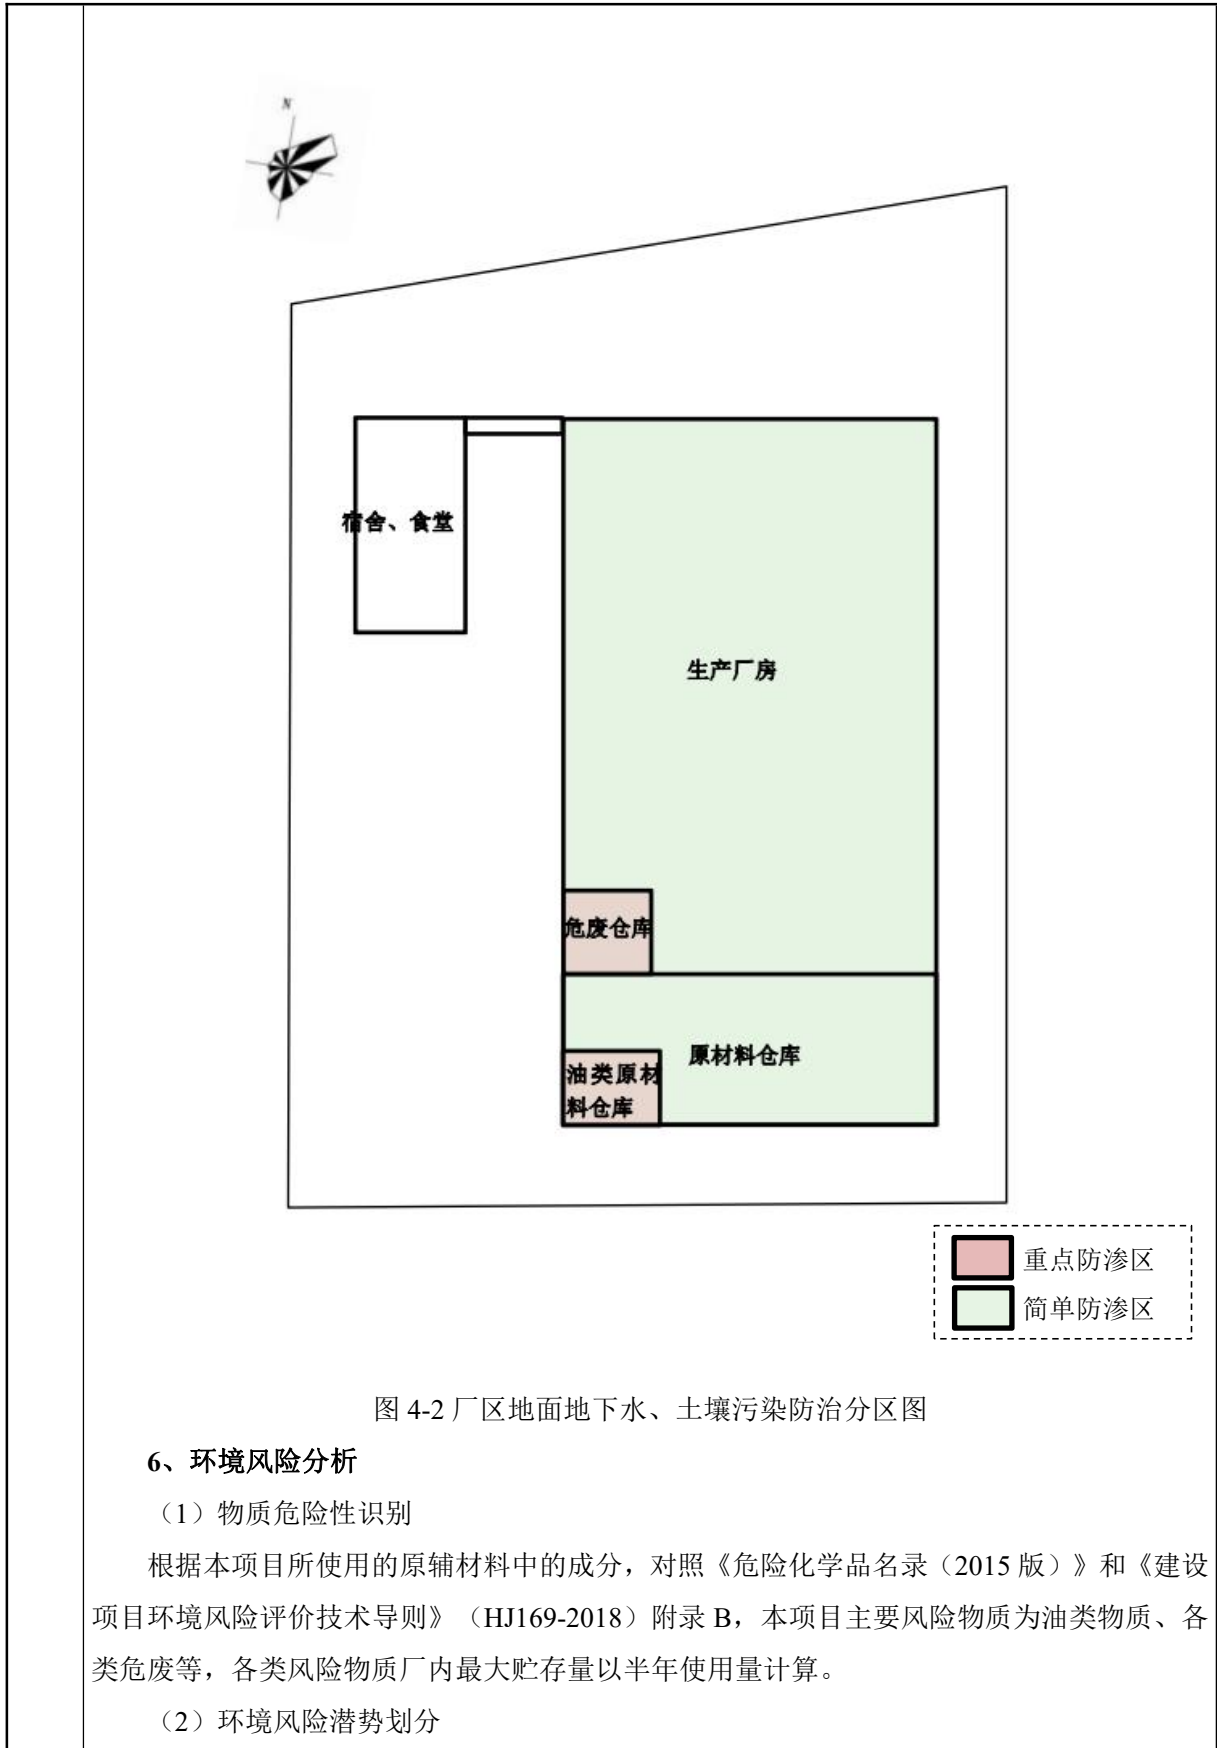 N
宿舍、食堂
生产厂房
危废仓库
原材料仓库
油类原材
料仓库
重点防渗区
简单防渗区
图 4-2 厂区地面地下水、土壤污染防治分区图
6、环境风险分析
（1）物质危险性识别
根据本项目所使用的原辅材料中的成分，对照《危险化学品名录（2015 版）》和《建设
项目环境风险评价技术导则》（HJ169-2018）附录 B，本项目主要风险物质为油类物质、各
类危废等，各类风险物质厂内最大贮存量以半年使用量计算。
（2）环境风险潜势划分